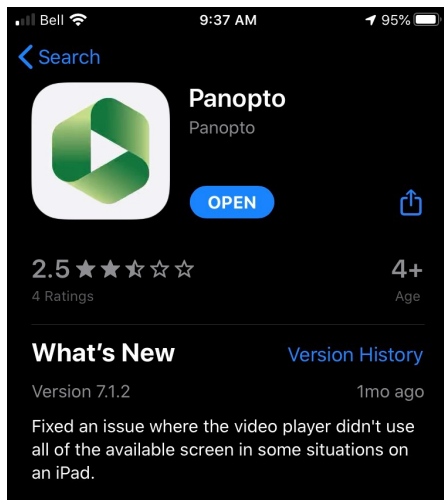 Bell 9:37 AM 95%
Search
Panopto
Panopto
OPEN
2.5 4+
4 Ratings Age
What's New Version History
Version 7.1.2 1mo ago
Fixed an issue where the video player didn't use
all of the available screen in some situations on
an iPad.